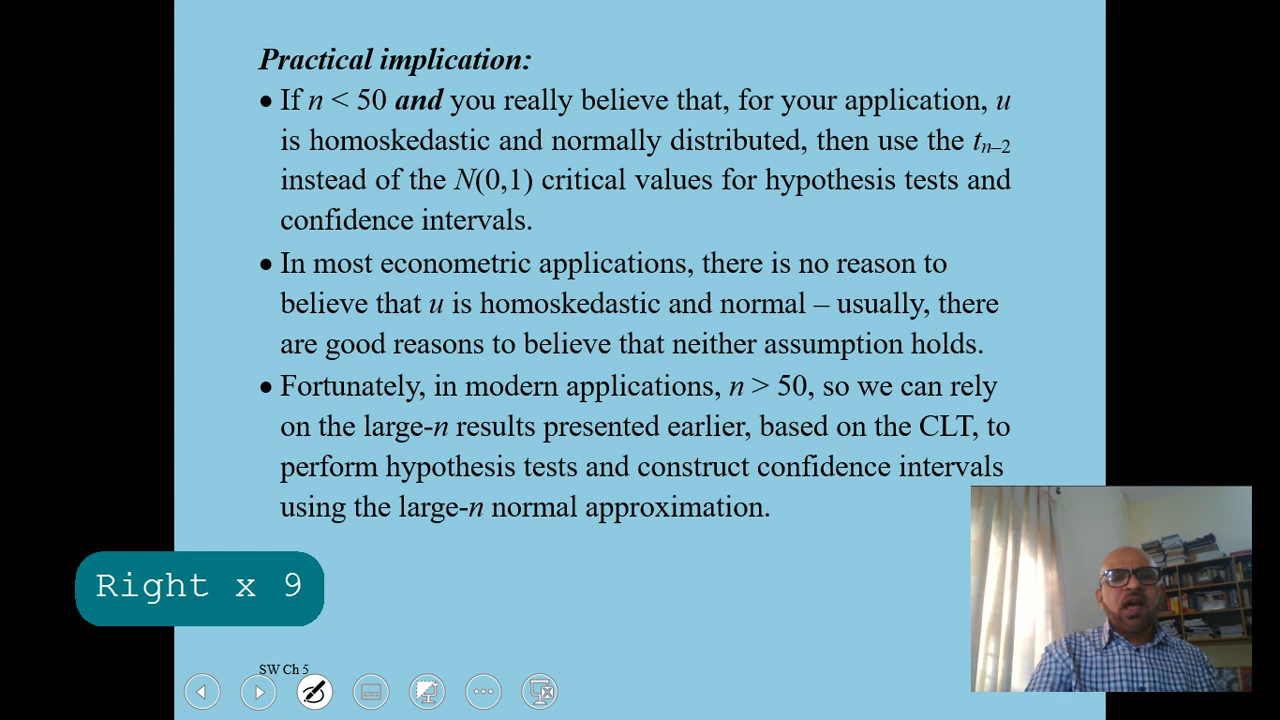 Practical implication:
• If n < 50 and you really believe that, for your application, u
is homoskedastic and normally distributed, then use the tn–2
instead of the N(0,1) critical values for hypothesis tests and
confidence intervals.
• In most econometric applications, there is no reason to
believe that u is homoskedastic and normal – usually, there
are good reasons to believe that neither assumption holds.
• Fortunately, in modern applications, n > 50, so we can rely
on the large-n results presented earlier, based on the CLT, to
perform hypothesis tests and construct confidence intervals
using the large-n normal approximation.
Right x 9
SW Ch 5